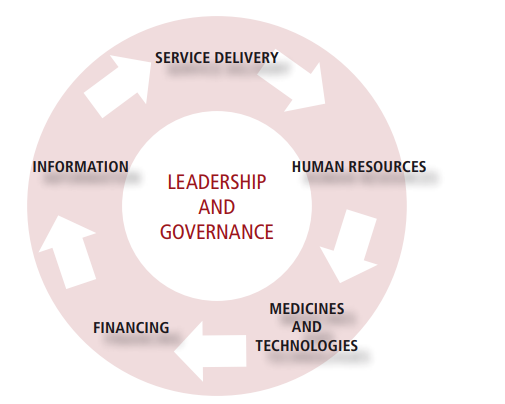 SERVICE DELIVERY
INFORMATION
HUMAN RESOURCES
LEADERSHIP
AND
GOVERNANCE
MEDICINES
AND
TECHNOLOGIES
FINANCING